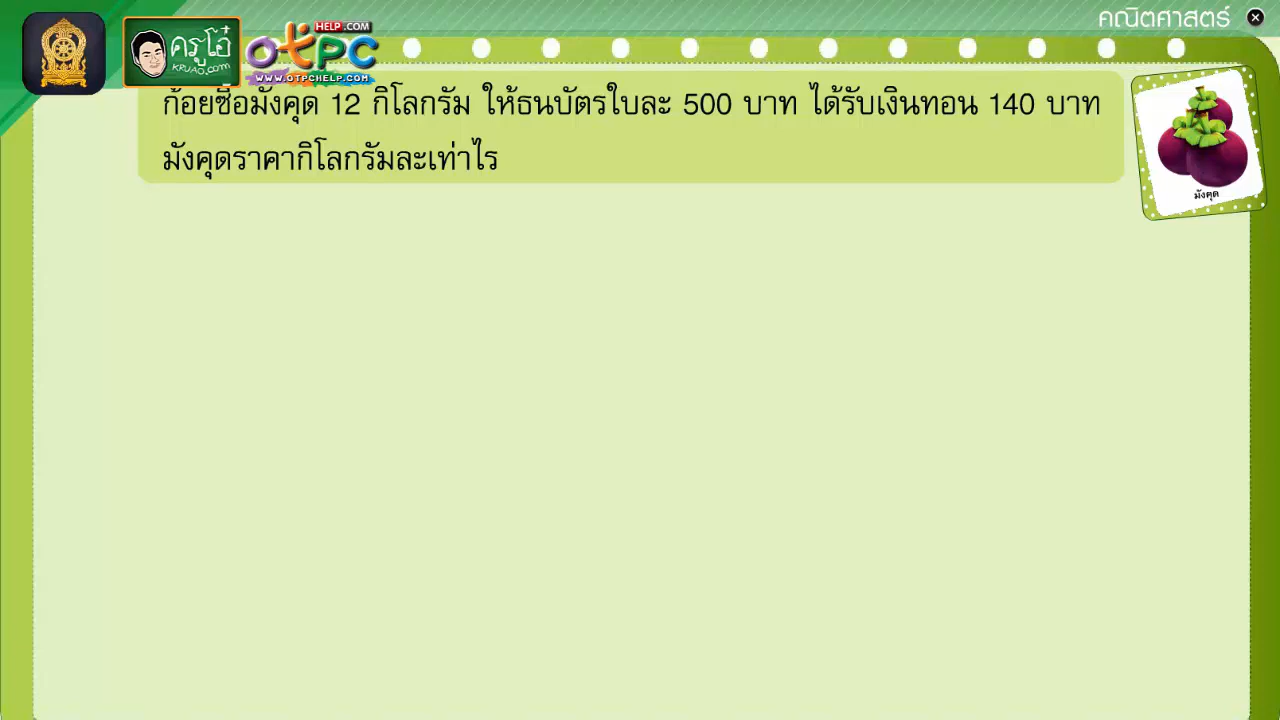 คณิตศาสตร์
ครูโอ๋
KRUAO.com
HELP.COM
OTPC
WWW.OTPCHELP.COM
ก้อยซื้อมังคุด 12 กิโลกรัม ให้ธนบัตรใบละ 500 บาท ได้รับเงินทอน 140 บาท
มังคุดราคากิโลกรัมละเท่าไร
มังคุด